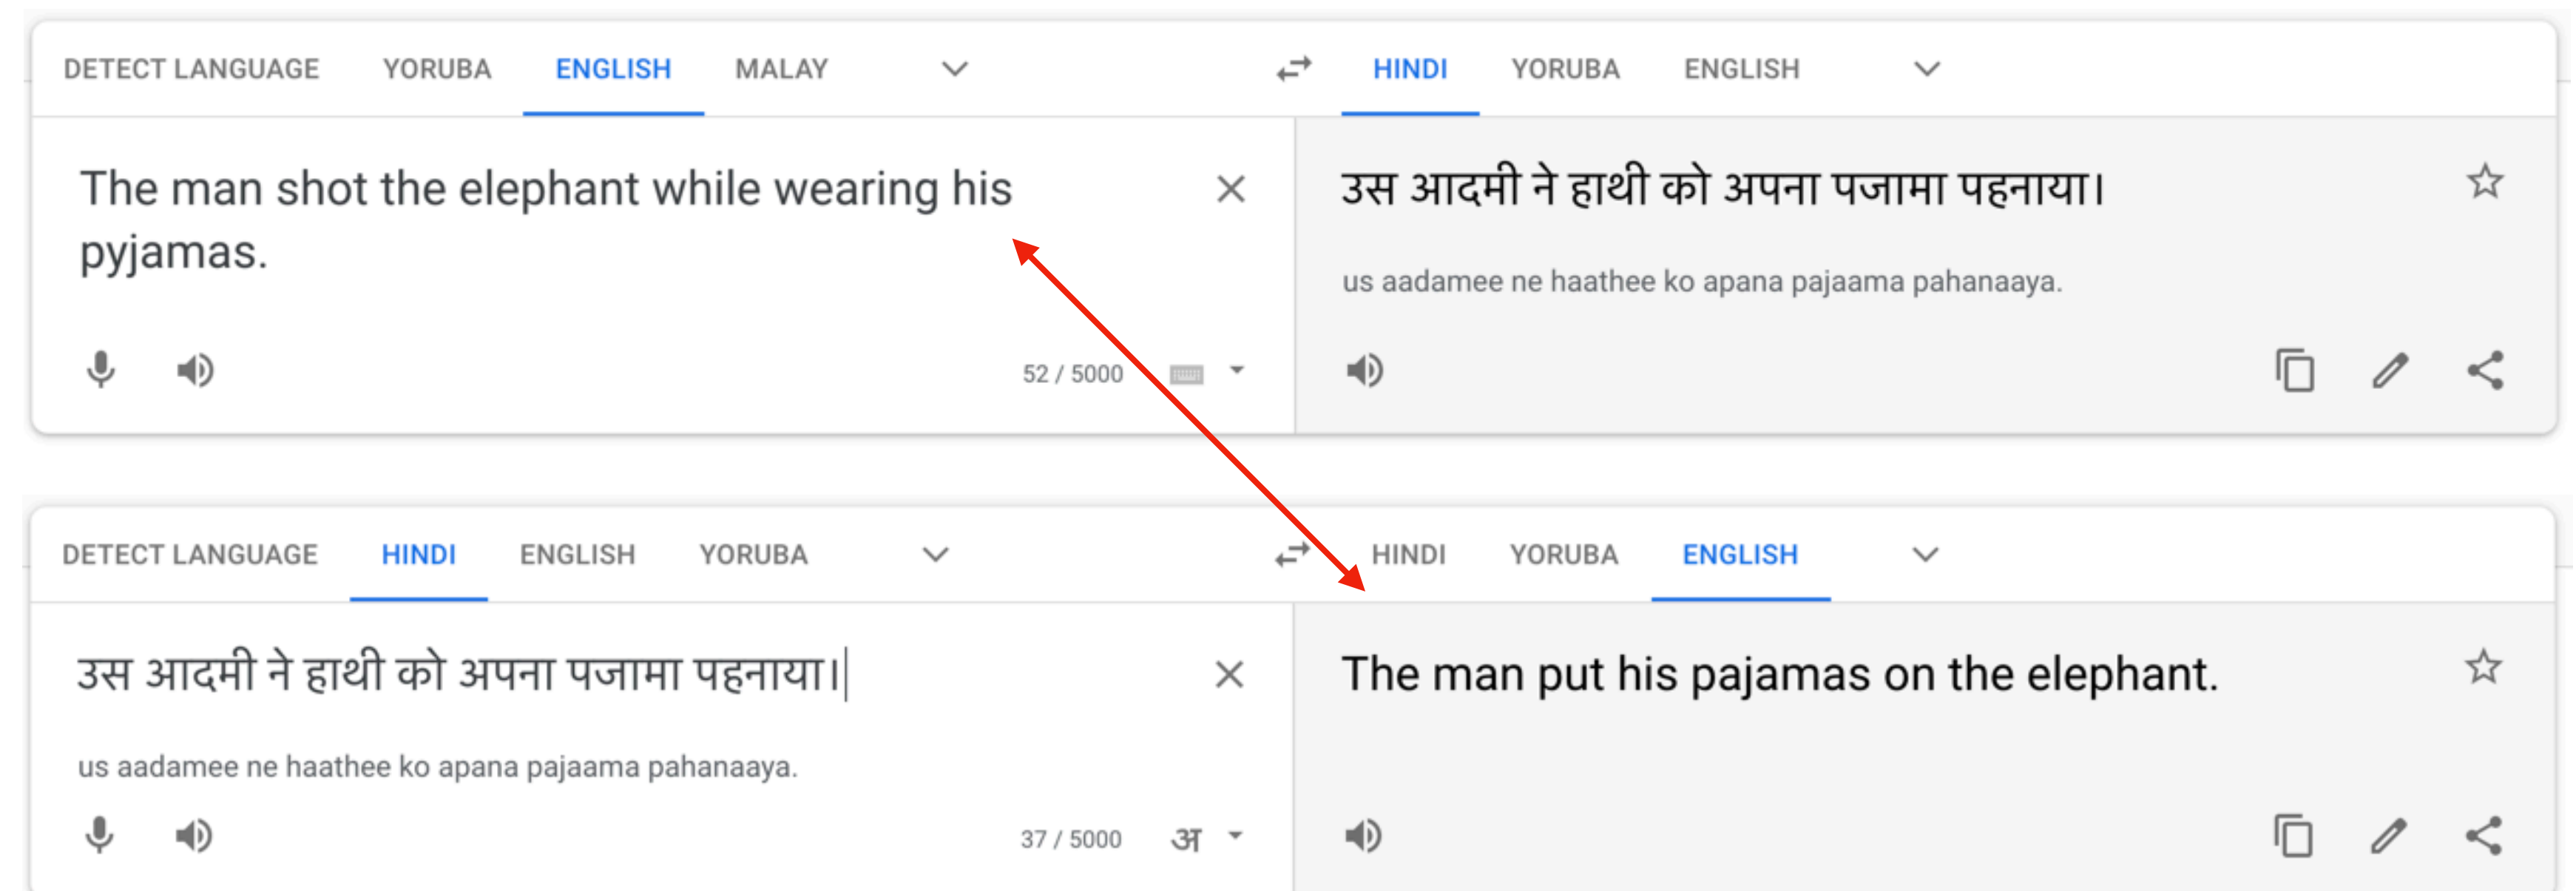 DETECT LANGUAGE YORUBA ENGLISH MALAY HINDI YORUBA ENGLISH
The man shot the elephant while wearing his
pyjamas.
52 / 5000
उस आदमी ने हाथी को अपना पजामा पहनाया।
us aadamee ne haathee ko apana pajaama pahanaaya.
DETECT LANGUAGE HINDI ENGLISH YORUBA HINDI YORUBA ENGLISH
उस आदमी ने हाथी को अपना पजामा पहनाया।
us aadamee ne haathee ko apana pajaama pahanaaya.
37 / 5000 अ
The man put his pajamas on the elephant.